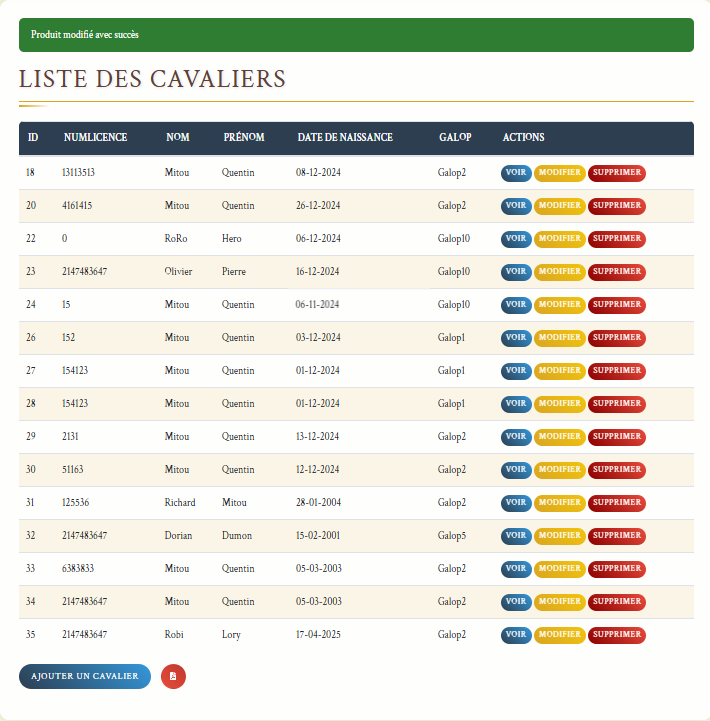 Produit modifié avec succès
LISTE DES CAVALIERS
ID NUMLICENCE NOM PRÉNOM DATE DE NAISSANCE GALOP ACTIONS
18 13113513 Mitou Quentin 08-12-2024 Galop2 VOIR MODIFIER SUPPRIMER
20 4161415 Mitou Quentin 26-12-2024 Galop2 VOIR MODIFIER SUPPRIMER
22 0 RoRo Hero 06-12-2024 Galop10 VOIR MODIFIER SUPPRIMER
23 2147483647 Olivier Pierre 16-12-2024 Galop10 VOIR MODIFIER SUPPRIMER
24 15 Mitou Quentin 06-11-2024 Galop10 VOIR MODIFIER SUPPRIMER
26 152 Mitou Quentin 03-12-2024 Galop1 VOIR MODIFIER SUPPRIMER
27 154123 Mitou Quentin 01-12-2024 Galop1 VOIR MODIFIER SUPPRIMER
28 154123 Mitou Quentin 01-12-2024 Galop1 VOIR MODIFIER SUPPRIMER
29 2131 Mitou Quentin 13-12-2024 Galop2 VOIR MODIFIER SUPPRIMER
30 51163 Mitou Quentin 12-12-2024 Galop2 VOIR MODIFIER SUPPRIMER
31 125536 Richard Mitou 28-01-2004 Galop2 VOIR MODIFIER SUPPRIMER
32 2147483647 Dorian Dumon 15-02-2001 Galop5 VOIR MODIFIER SUPPRIMER
33 6383833 Mitou Quentin 05-03-2003 Galop2 VOIR MODIFIER SUPPRIMER
34 2147483647 Mitou Quentin 05-03-2003 Galop2 VOIR MODIFIER SUPPRIMER
35 2147483647 Robi Lory 17-04-2025 Galop2 VOIR MODIFIER SUPPRIMER
AJOUTER UN CAVALIER